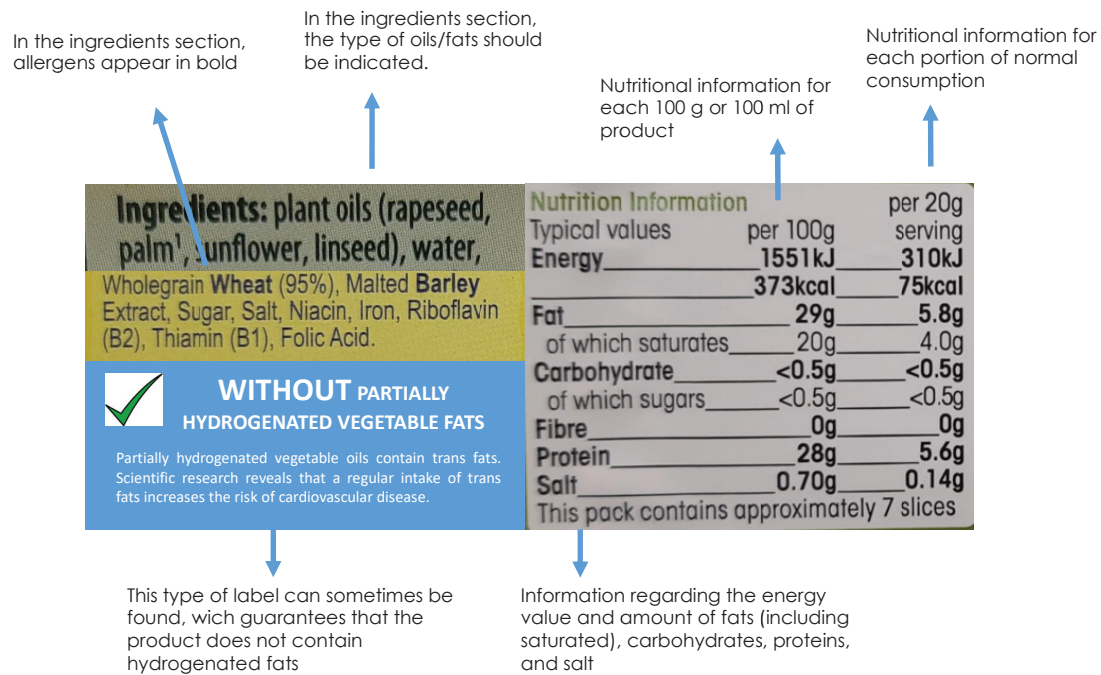 In the ingredients section,
allergens appear in bold
In the ingredients section,
the type of oils/fats should
be indicated.
Nutritional information for
each 100 g or 100 ml of
product
Nutritional information for
each portion of normal
consumption
Ingredients: plant oils (rapeseed,
palm¹, sunflower, linseed), water,
Wholegrain Wheat (95%), Malted Barley
Extract, Sugar, Salt, Niacin, Iron, Riboflavin
(B2), Thiamin (B1), Folic Acid.
WITHOUT PARTIALLY
HYDROGENATED VEGETABLE FATS
Partially hydrogenated vegetable oils contain trans fats.
Scientific research reveals that a regular intake of trans
fats increases the risk of cardiovascular disease.
Nutrition Information per 20g
Typical values per 100g serving
Energy 1551kJ 310kJ
373kcal 75kcal
Fat 29g 5.8g
of which saturates 20g 4.0g
Carbohydrate <0.5g <0.5g
of which sugars <0.5g <0.5g
Fibre 0g 0g
Protein 28g 5.6g
Salt 0.70g 0.14g
This pack contains approximately 7 slices
This type of label can sometimes be
found, wich guarantees that the
product does not contain
hydrogenated fats
Information regarding the energy
value and amount of fats (including
saturated), carbohydrates, proteins,
and salt